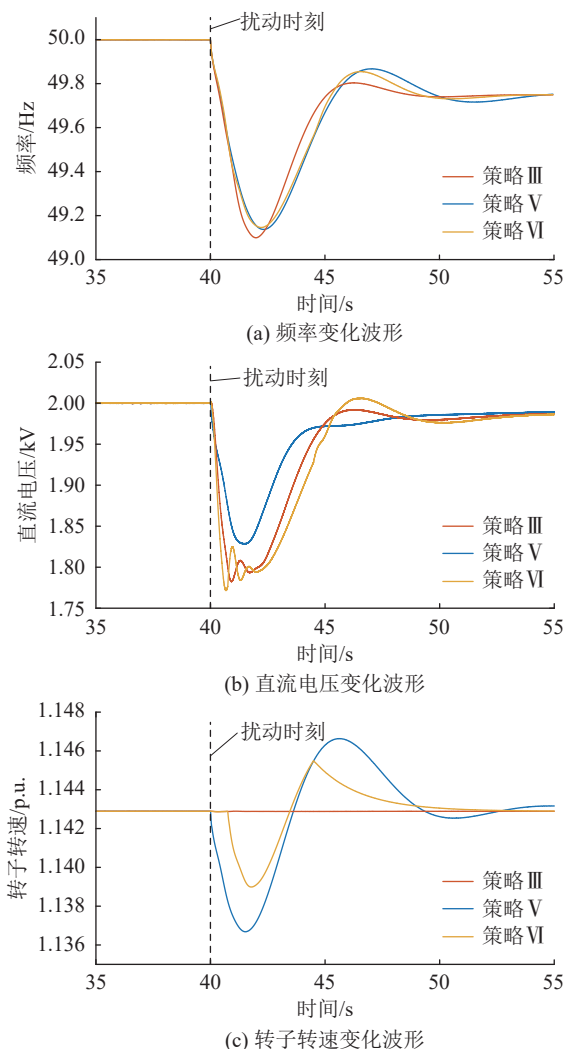 扰动时刻
50.0
49.8
49.6
49.4
49.2
49.0
频率/Hz
策略Ⅲ
策略Ⅴ
策略Ⅵ
35 40 45 50 55
时间/s
(a) 频率变化波形
2.05
2.00
1.95
1.90
1.85
1.80
1.75
直流电压/kV
扰动时刻
策略Ⅲ
策略Ⅴ
策略Ⅵ
35 40 45 50 55
时间/s
(b) 直流电压变化波形
1.148
1.146
1.144
1.142
1.140
1.138
1.136
转子转速/p.u.
扰动时刻
策略Ⅲ
策略Ⅴ
策略Ⅵ
35 40 45 50 55
时间/s
(c) 转子转速变化波形